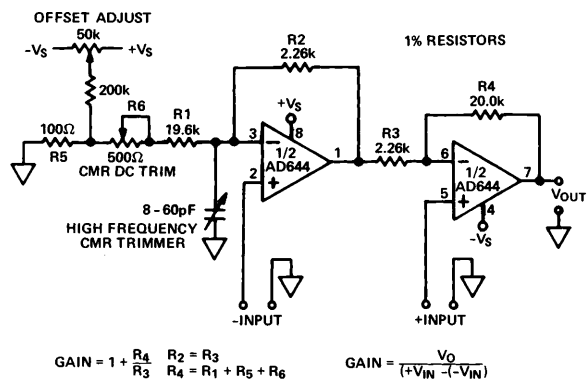 OFFSET ADJUST
50k
–VS +VS
200k
100Ω
R5
R6
500Ω
CMR DC TRIM
R1
19.6k
8–60pF
HIGH FREQUENCY
CMR TRIMMER
R2
2.26k
+VS
3 – 8
1/2
AD644
1
2 +
–INPUT
1% RESISTORS
R3
2.26k
R4
20.0k
6 –
1/2
AD644
7
5 +
4
–VS
VOUT
+INPUT
GAIN = 1 + R4/R3 R2 = R3
R4 = R1 + R5 + R6
GAIN = VO/(+VIN –(–VIN)